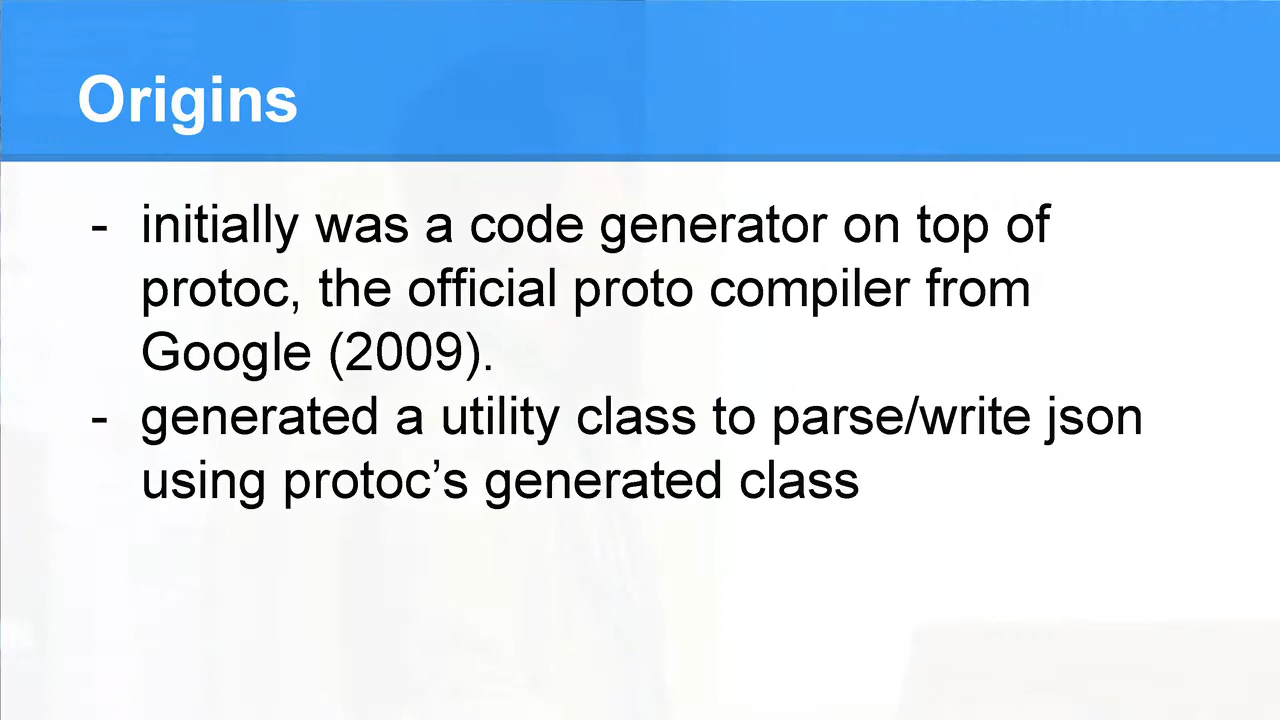 Origins
- initially was a code generator on top of
protoc, the official proto compiler from
Google (2009).
- generated a utility class to parse/write json
using protoc’s generated class